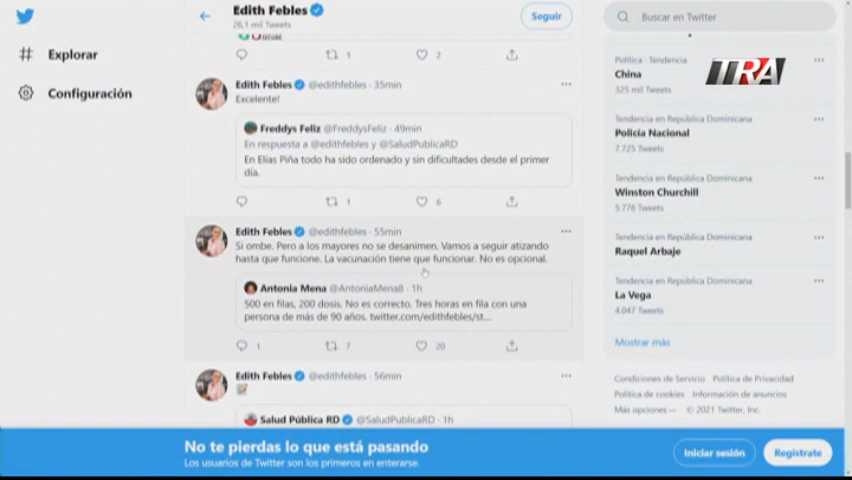 Edith Febles
26,1 mil Tweets
Seguir
Buscar en Twitter
Explorar
Configuración
1
2
Edith Febles @edithfebles · 35min
Excelente!
Freddys Feliz @FreddysFeliz · 49min
En respuesta a @edithfebles y @SaludPublicaRD
En Elías Piña todo ha sido ordenado y sin dificultades desde el primer
día.
1
6
Edith Febles @edithfebles · 55min
Si ombe. Pero a los mayores no se desanimen. Vamos a seguir atizando
hasta que funcione. La vacunación tiene que funcionar. No es opcional.
Antonia Mena @AntoniaMena8 · 1h
500 en filas, 200 dosis. No es correcto. Tres horas en fila con una
persona de más de 90 años. twitter.com/edithfebles/st...
1
7
20
Edith Febles @edithfebles · 56min
Salud Pública RD @SaludPublicaRD · 1h
Política · Tendencia
China
325 mil Tweets
TRA
Tendencia en República Dominicana
Policía Nacional
7.725 Tweets
Tendencia en República Dominicana
Winston Churchill
5.776 Tweets
Tendencia en República Dominicana
Raquel Arbaje
Tendencia en República Dominicana
La Vega
4.047 Tweets
Mostrar más
Condiciones de Servicio Política de Privacidad
Política de cookies Información de anuncios
Más opciones ··· © 2021 Twitter, Inc.
No te pierdas lo que está pasando
Los usuarios de Twitter son los primeros en enterarse.
Iniciar sesión
Regístrate